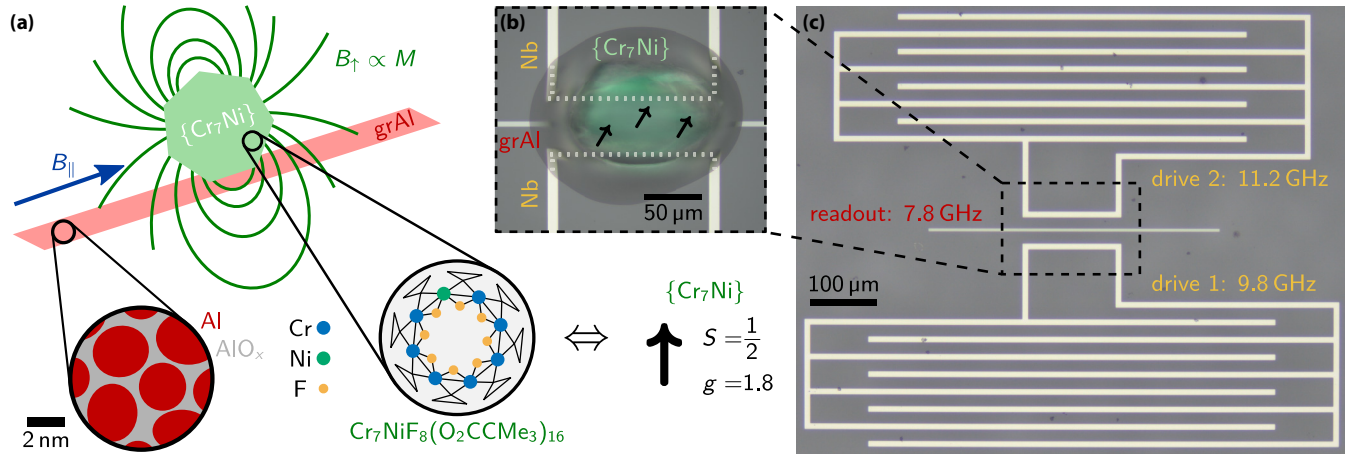 (a)
B↑ ∝ M
{Cr₇Ni}
grAl
B∥
Al
AlOₓ
2 nm
Cr
Ni
F
Cr₇NiF₈(O₂CCMe₃)₁₆
⇔
{Cr₇Ni}
S = 1/2
g = 1.8
(b)
Nb
{Cr₇Ni}
grAl
Nb
50 µm
(c)
drive 2: 11.2 GHz
readout: 7.8 GHz
drive 1: 9.8 GHz
100 µm